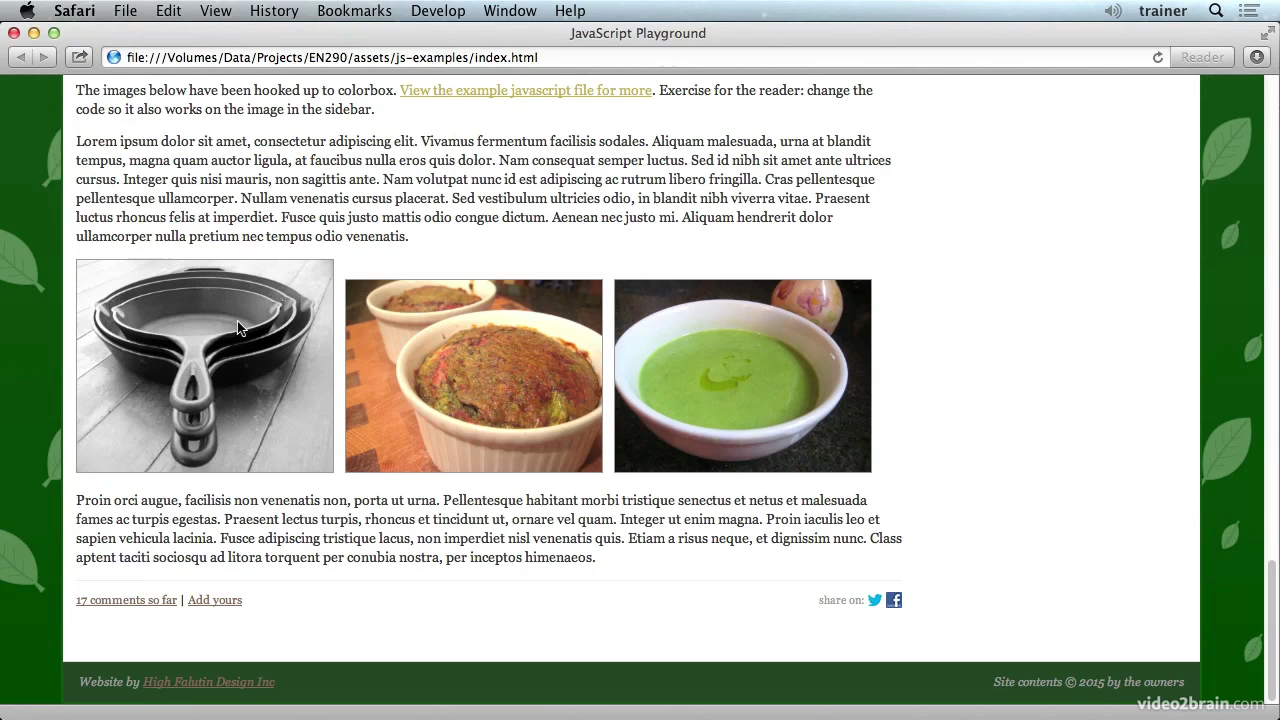 Safari File Edit View History Bookmarks Develop Window Help trainer
JavaScript Playground
file:///Volumes/Data/Projects/EN290/assets/js-examples/index.html Reader
The images below have been hooked up to colorbox. View the example javascript file for more. Exercise for the reader: change the
code so it also works on the image in the sidebar.
Lorem ipsum dolor sit amet, consectetur adipiscing elit. Vivamus fermentum facilisis sodales. Aliquam malesuada, urna at blandit
tempus, magna quam auctor ligula, at faucibus nulla eros quis dolor. Nam consequat semper luctus. Sed id nibh sit amet ante ultrices
cursus. Integer quis nisi mauris, non sagittis ante. Nam volutpat nunc id est adipiscing ac rutrum libero fringilla. Cras pellentesque
pellentesque ullamcorper. Nullam venenatis cursus placerat. Sed vestibulum ultricies odio, in blandit nibh viverra vitae. Praesent
luctus rhoncus felis at imperdiet. Fusce quis justo mattis odio congue dictum. Aenean nec justo mi. Aliquam hendrerit dolor
ullamcorper nulla pretium nec tempus odio venenatis.
Proin orci augue, facilisis non venenatis non, porta ut urna. Pellentesque habitant morbi tristique senectus et netus et malesuada
fames ac turpis egestas. Praesent lectus turpis, rhoncus et tincidunt ut, ornare vel quam. Integer ut enim magna. Proin iaculis leo et
sapien vehicula lacinia. Fusce adipiscing tristique lacus, non imperdiet nisl venenatis quis. Etiam a risus neque, et dignissim nunc. Class
aptent taciti sociosqu ad litora torquent per conubia nostra, per inceptos himenaeos.
17 comments so far | Add yours share on:
Website by High Falutin Design Inc Site contents © 2015 by the owners
video2brain.com